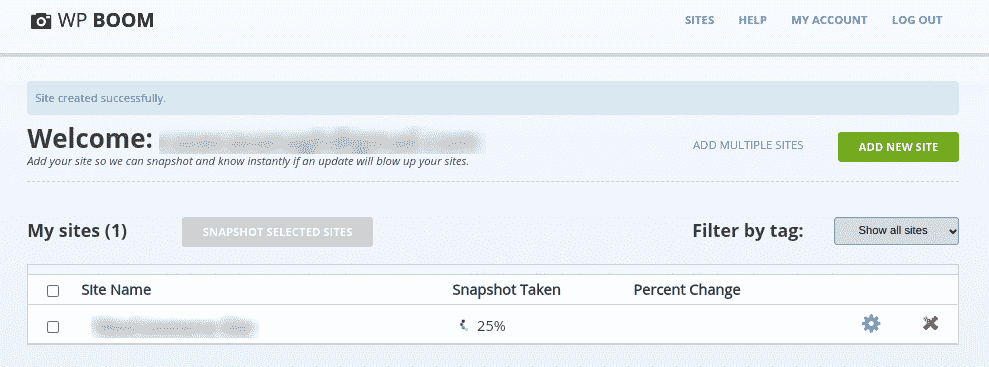 WP BOOM
SITES HELP MY ACCOUNT LOG OUT
Site created successfully.
Welcome:
Add your site so we can snapshot and know instantly if an update will blow up your sites.
ADD MULTIPLE SITES
ADD NEW SITE
My sites (1)
SNAPSHOT SELECTED SITES
Filter by tag:
Show all sites
Site Name Snapshot Taken Percent Change
25%